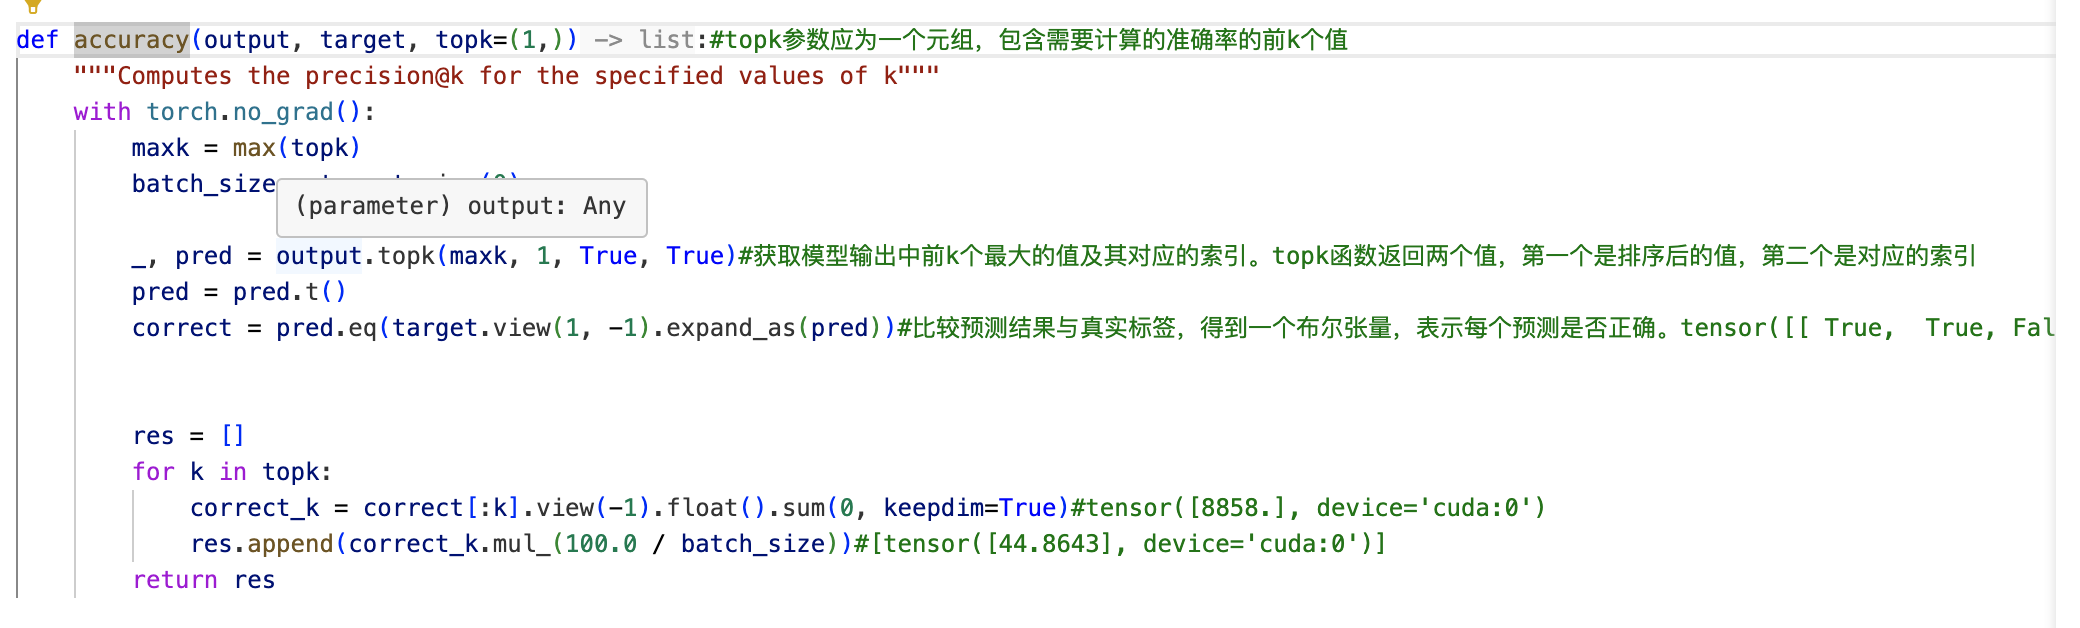 def accuracy(output, target, topk=(1,)) -> list:#topk参数应为一个元组，包含需要计算的准确率的前k个值
"""Computes the precision@k for the specified values of k"""
with torch.no_grad():
maxk = max(topk)
batch_size
(parameter) output: Any
_, pred = output.topk(maxk, 1, True, True)#获取模型输出中前k个最大的值及其对应的索引。topk函数返回两个值，第一个是排序后的值，第二个是对应的索引
pred = pred.t()
correct = pred.eq(target.view(1, -1).expand_as(pred))#比较预测结果与真实标签，得到一个布尔张量，表示每个预测是否正确。tensor([[ True,  True, Fal
res = []
for k in topk:
correct_k = correct[:k].view(-1).float().sum(0, keepdim=True)#tensor([8858.], device='cuda:0')
res.append(correct_k.mul_(100.0 / batch_size))#[tensor([44.8643], device='cuda:0')]
return res